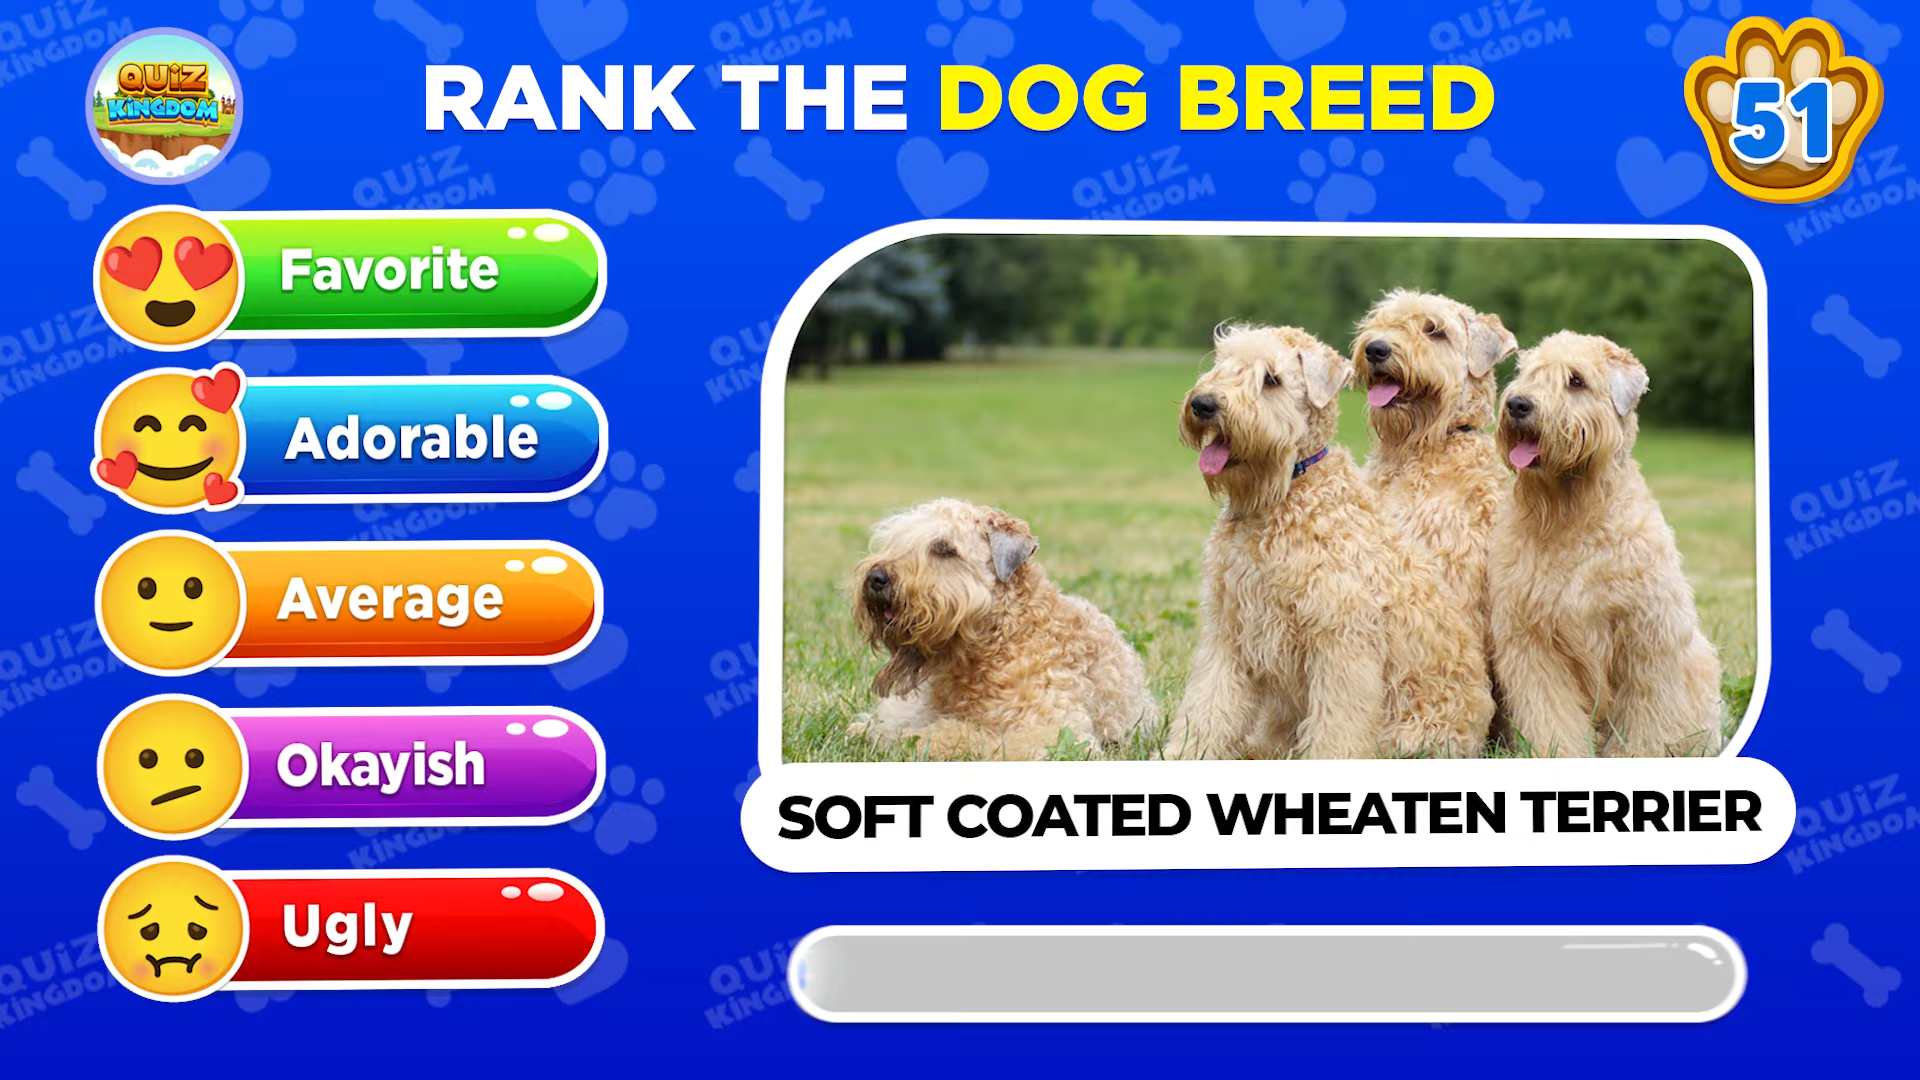 QUiZ
KINGDOM
RANK THE DOG BREED
51
Favorite
Adorable
Average
Okayish
Ugly
SOFT COATED WHEATEN TERRIER